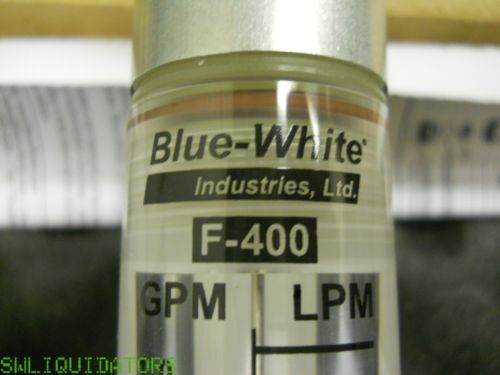 Blue-White®
Industries, Ltd.
F-400
GPM LPM
SWLIQUIDATORS